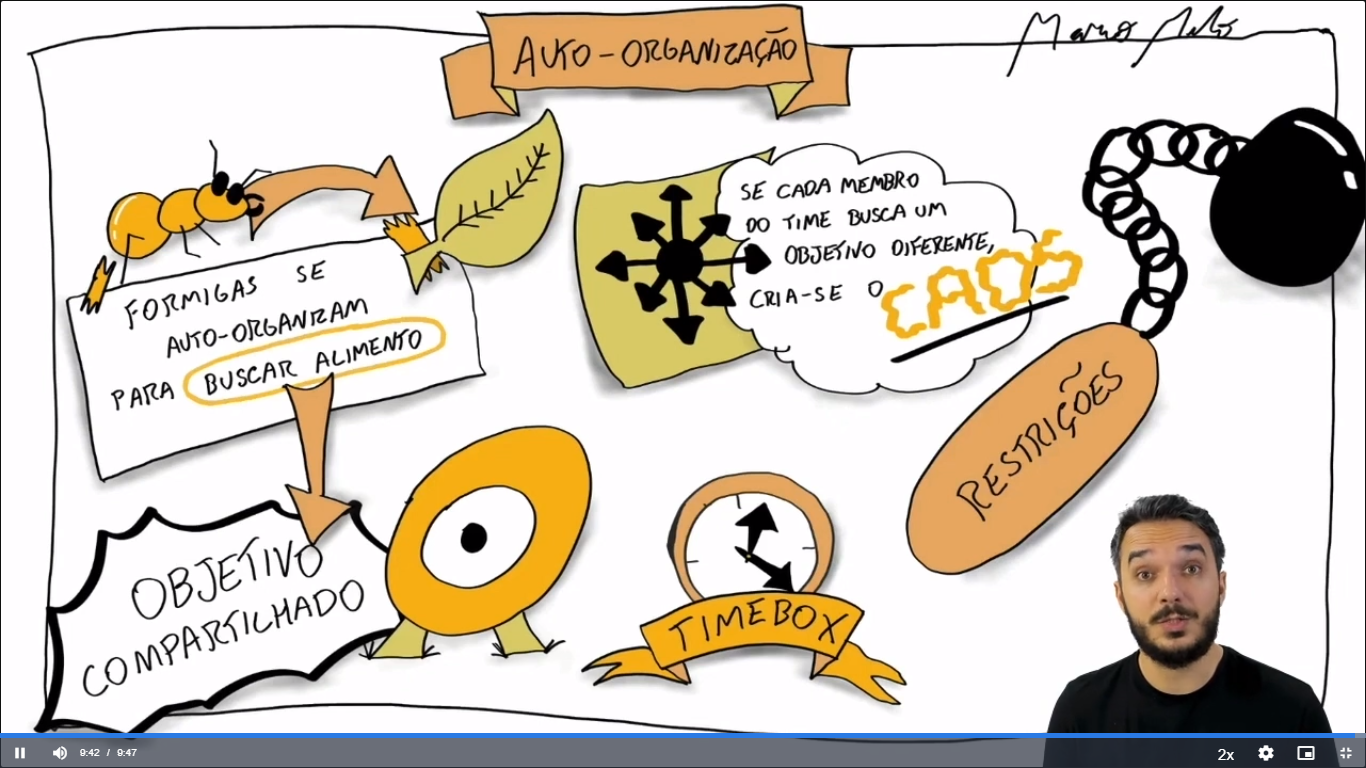 AUTO-ORGANIZAÇÃO
FORMIGAS SE
AUTO-ORGANIZAM
PARA BUSCAR ALIMENTO
SE CADA MEMBRO
DO TIME BUSCA UM
OBJETIVO DIFERENTE,
CRIA-SE O CAOS
RESTRIÇÕES
OBJETIVO
COMPARTILHADO
TIMEBOX
9:42 / 9:47
2x